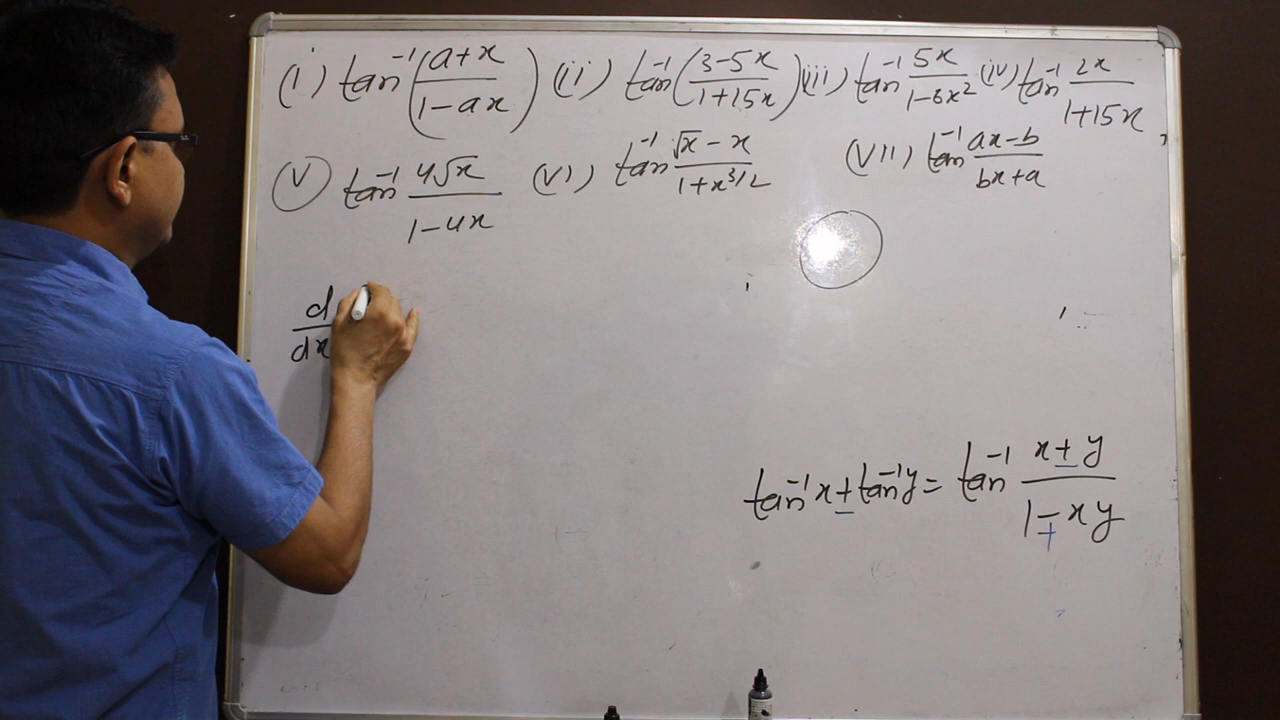 (i) tan⁻¹((a+x)/(1-ax)) (ii) tan⁻¹((3-5x)/(1+15x)) (iii) tan⁻¹ 5x/(1-6x²) (iv) tan⁻¹ 2x/(1+15x)
(v) tan⁻¹ 4√x/(1-4x) (vi) tan⁻¹ (√x-x)/(1+x^3/2) (vii) tan⁻¹ (ax-b)/(bx+a)
d/dx
tan⁻¹x ± tan⁻¹y = tan⁻¹ (x±y)/(1∓xy)